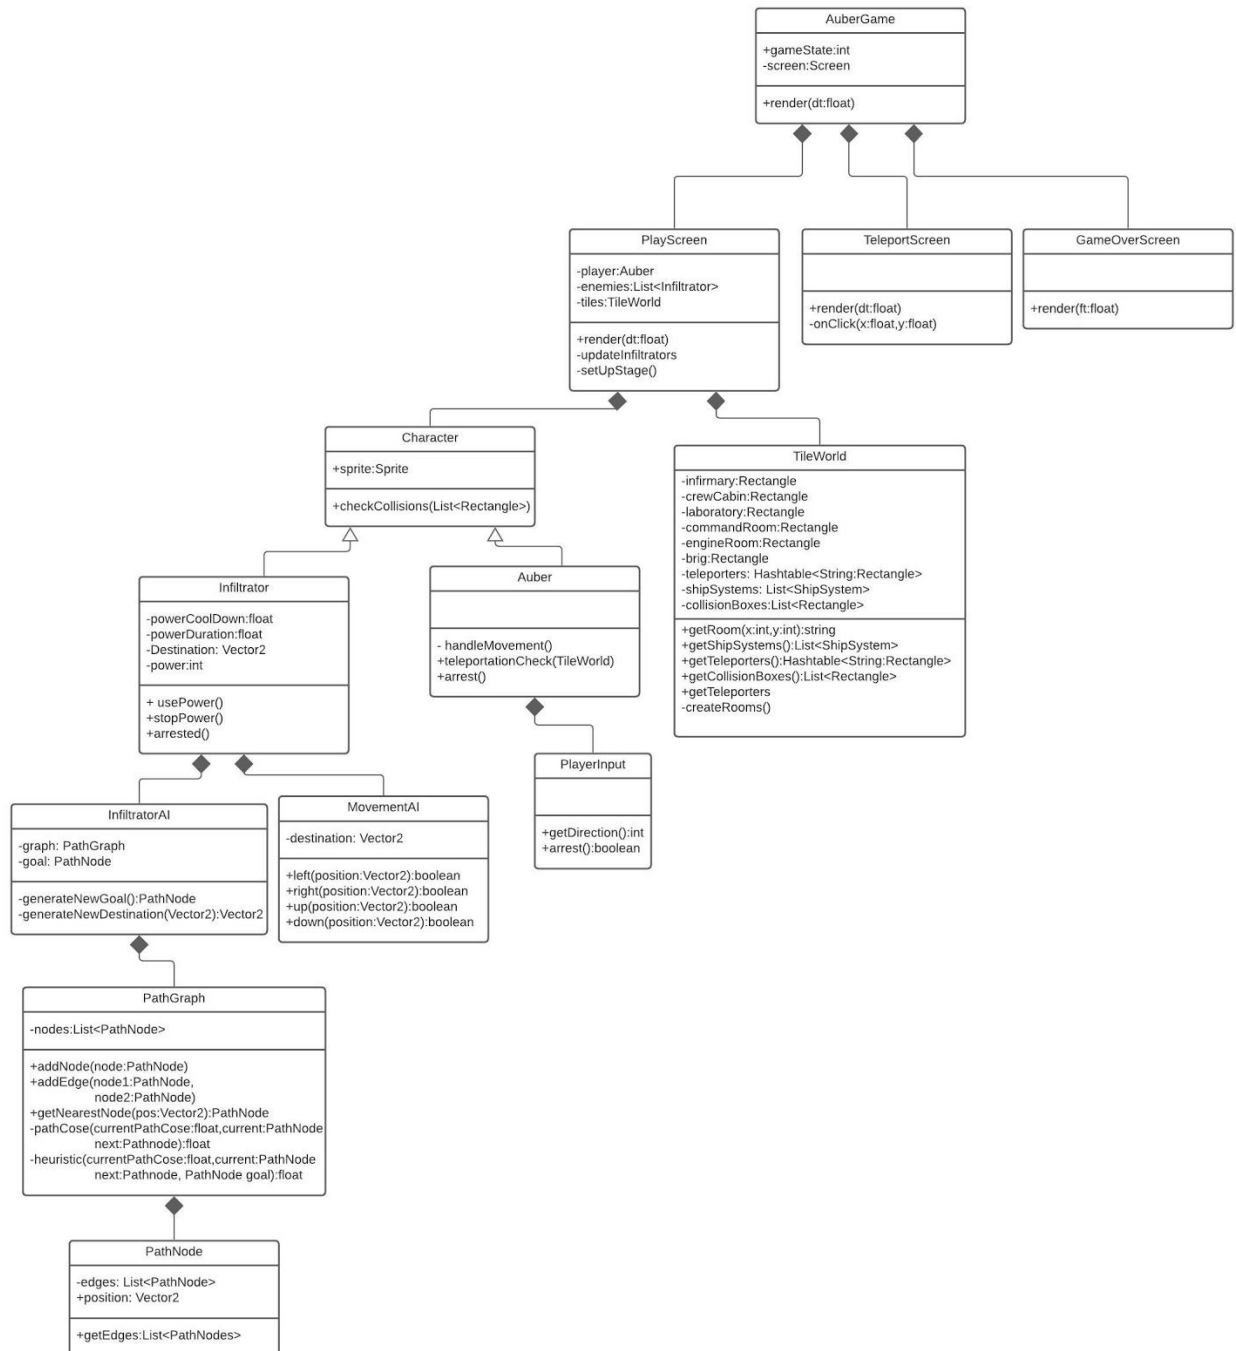 AuberGame
+gameState:int
-screen:Screen
+render(dt:float)
PlayScreen
-player:Auber
-enemies:List<Infiltrator>
-tiles:TileWorld
+render(dt:float)
-updateInfiltrators
-setUpStage()
TeleportScreen
+render(dt:float)
-onClick(x:float,y:float)
GameOverScreen
+render(ft:float)
Character
+sprite:Sprite
+checkCollisions(List<Rectangle>)
TileWorld
-infirmary:Rectangle
-crewCabin:Rectangle
-laboratory:Rectangle
-commandRoom:Rectangle
-engineRoom:Rectangle
-brig:Rectangle
-teleporters: Hashtable<String:Rectangle>
-shipSystems: List<ShipSystem>
-collisionBoxes:List<Rectangle>
+getRoom(x:int,y:int):string
+getShipSystems():List<ShipSystem>
+getTeleporters():Hashtable<String:Rectangle>
+getCollisionBoxes():List<Rectangle>
+getTeleporters
-createRooms()
Infiltrator
-powerCoolDown:float
-powerDuration:float
-Destination: Vector2
-power:int
+ usePower()
+stopPower()
+arrested()
Auber
- handleMovement()
+teleportationCheck(TileWorld)
+arrest()
PlayerInput
+getDirection():int
+arrest():boolean
InfiltratorAI
-graph: PathGraph
-goal: PathNode
-generateNewGoal():PathNode
-generateNewDestination(Vector2):Vector2
MovementAI
-destination: Vector2
+left(position:Vector2):boolean
+right(position:Vector2):boolean
+up(position:Vector2):boolean
+down(position:Vector2):boolean
PathGraph
-nodes:List<PathNode>
+addNode(node:PathNode)
+addEdge(node1:PathNode,
node2:PathNode)
+getNearestNode(pos:Vector2):PathNode
-pathCose(currentPathCose:float,current:PathNode
next:Pathnode):float
-heuristic(currentPathCose:float,current:PathNode
next:Pathnode, PathNode goal):float
PathNode
-edges: List<PathNode>
+position: Vector2
+getEdges:List<PathNodes>